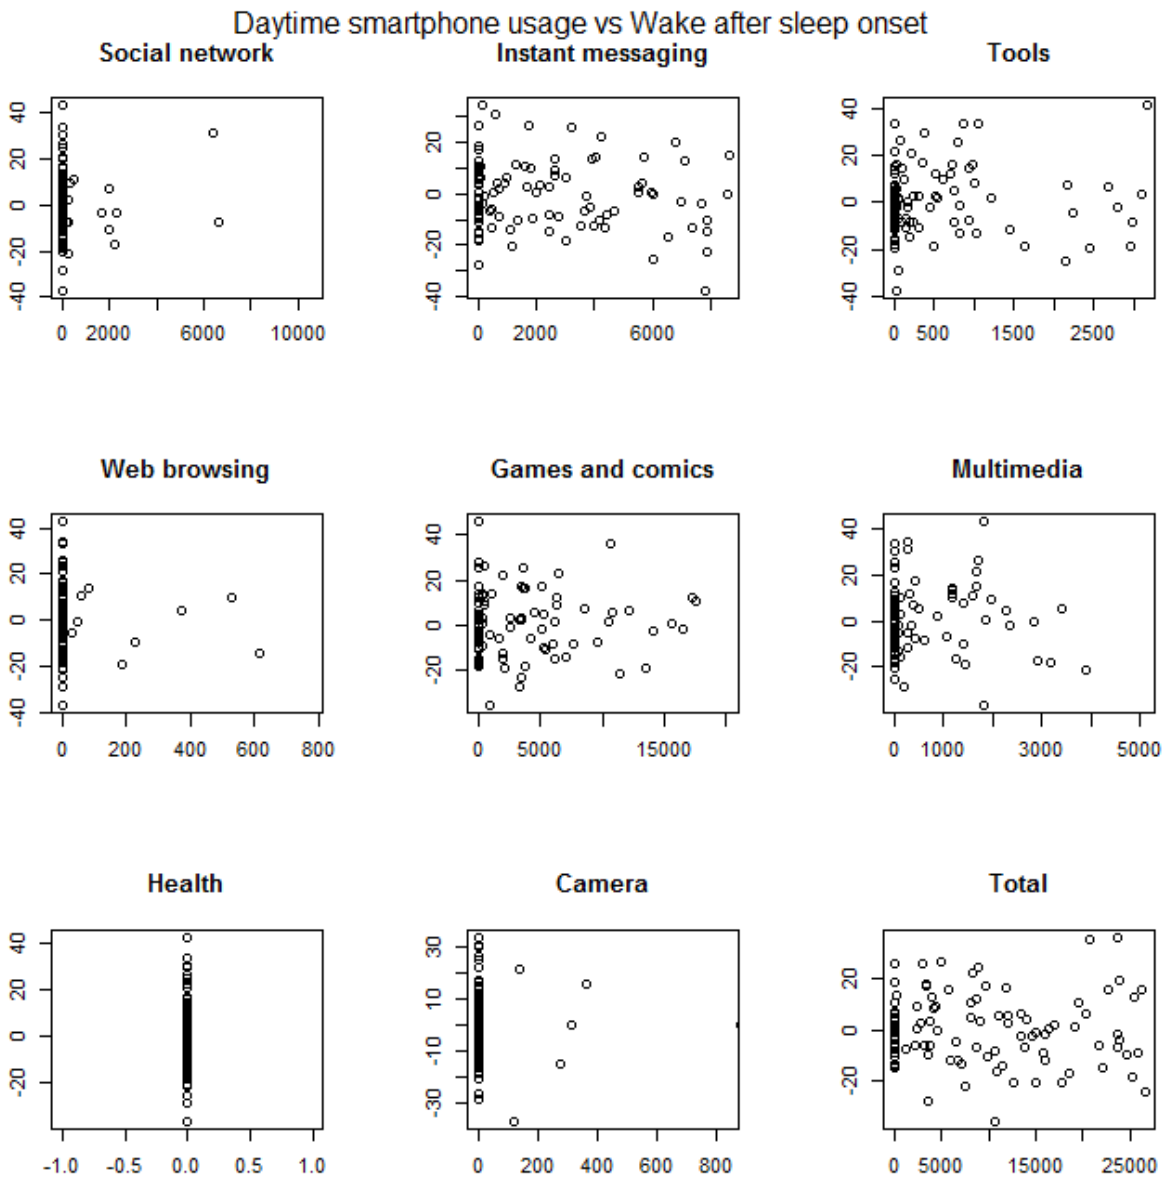 Daytime smartphone usage vs Wake after sleep onset
Social network Instant messaging Tools
40 20 0 -20 -40
0 2000 6000 10000
20 0 -20 -40
0 2000 6000
40 20 0 -20 -40
0 500 1500 2500
Web browsing Games and comics Multimedia
40 20 0 -20 -40
0 200 400 600 800
40 20 0 -20
0 5000 15000
40 20 0 -20
0 1000 3000 5000
Health Camera Total
40 20 0 -20
-1.0 -0.5 0.0 0.5 1.0
30 10 -10 -30
0 200 400 600 800
20 0 -20
0 5000 15000 25000